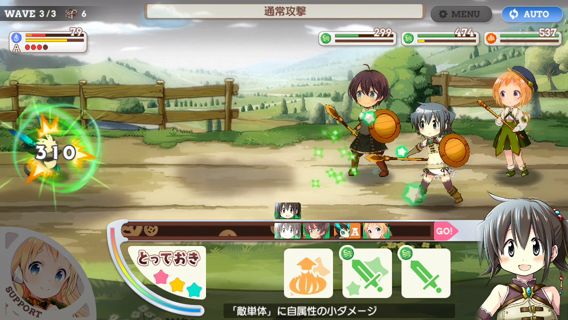 WAVE 3/3 6
通常攻撃
MENU
AUTO
79
A
299
474
537
310
A
GO!
とっておき
SUPPORT
「敵単体」に自属性の小ダメージ